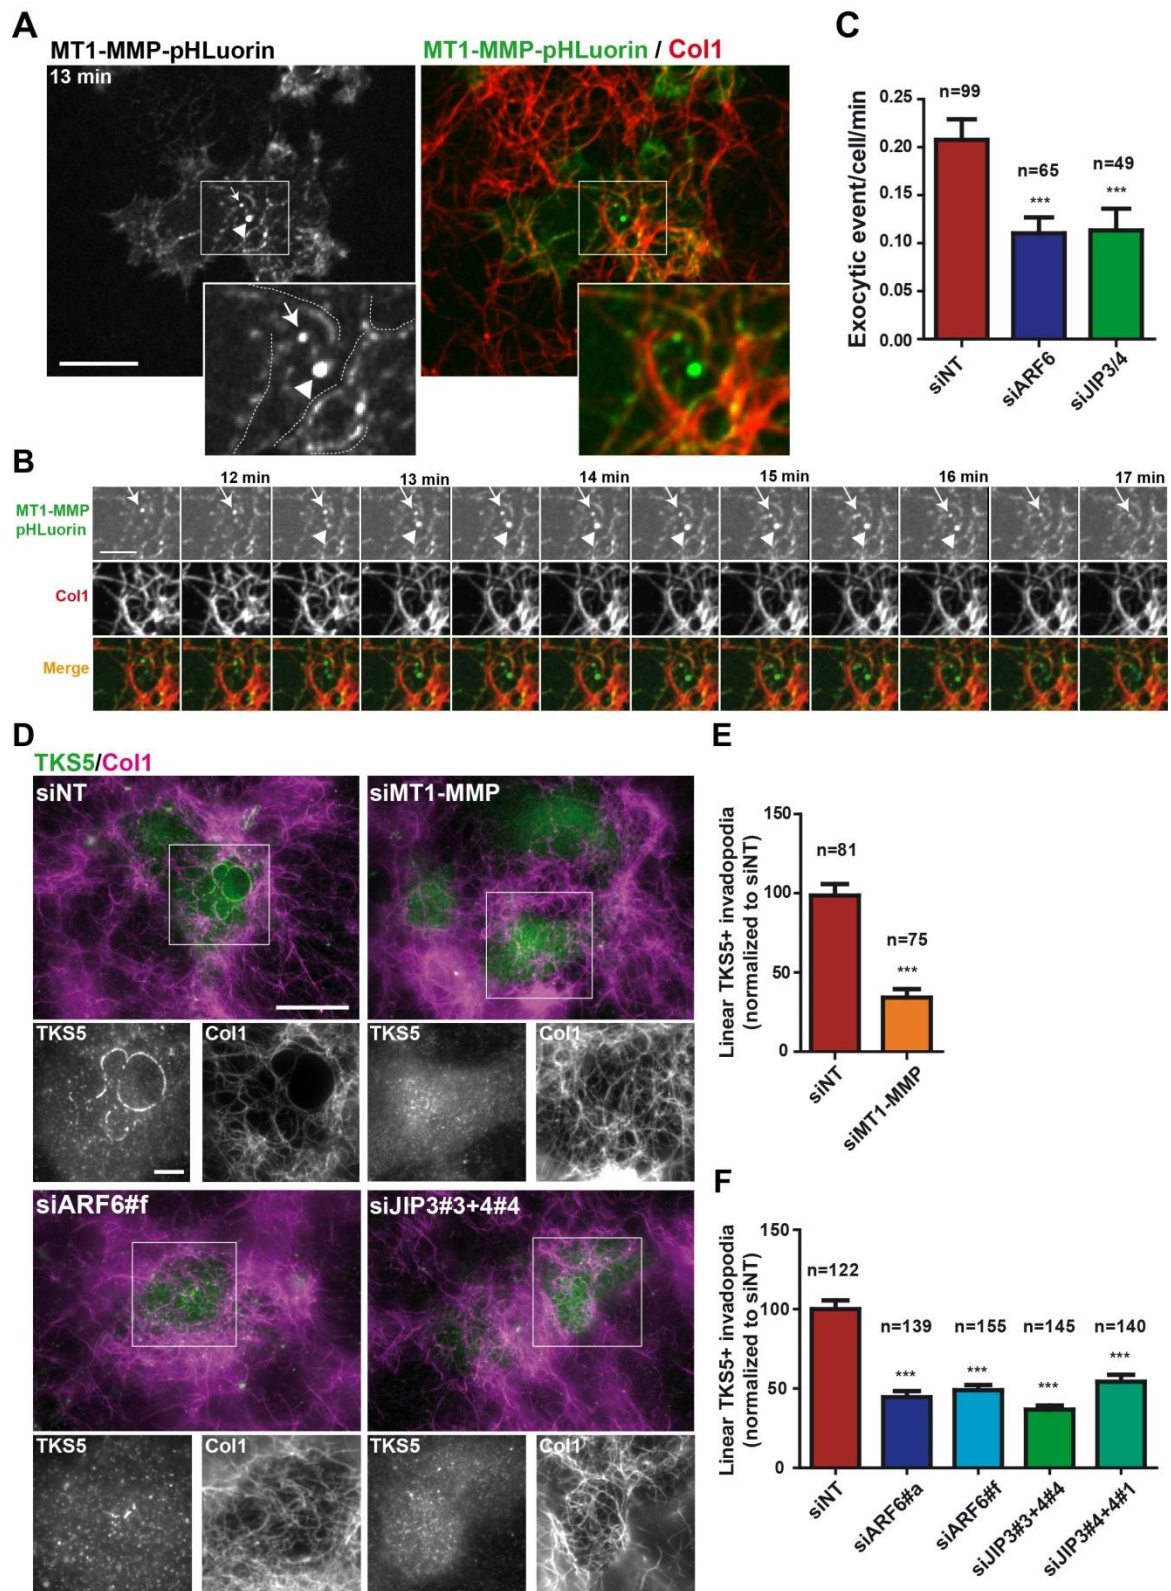 A
MT1-MMP-pHLuorin
MT1-MMP-pHLuorin / Col1
13 min
B
12 min 13 min 14 min 15 min 16 min 17 min
MT1-MMP
pHLuorin
Col1
Merge
C
Exocytic event/cell/min
0.25
0.20
0.15
0.10
0.05
0.00
n=99
n=65
n=49
***
***
siNT
siARF6
siJIP3/4
D
TKS5/Col1
siNT
siMT1-MMP
TKS5
Col1
TKS5
Col1
siARF6#f
siJIP3#3+4#4
TKS5
Col1
TKS5
Col1
E
Linear TKS5+ invadopodia
(normalized to siNT)
150
100
50
0
n=81
n=75
***
siNT
siMT1-MMP
F
Linear TKS5+ invadopodia
(normalized to siNT)
150
100
50
0
n=122
n=139
n=155
n=145
n=140
***
***
***
***
siNT
siARF6#a
siARF6#f
siJIP3#3+4#4
siJIP3#4+4#1